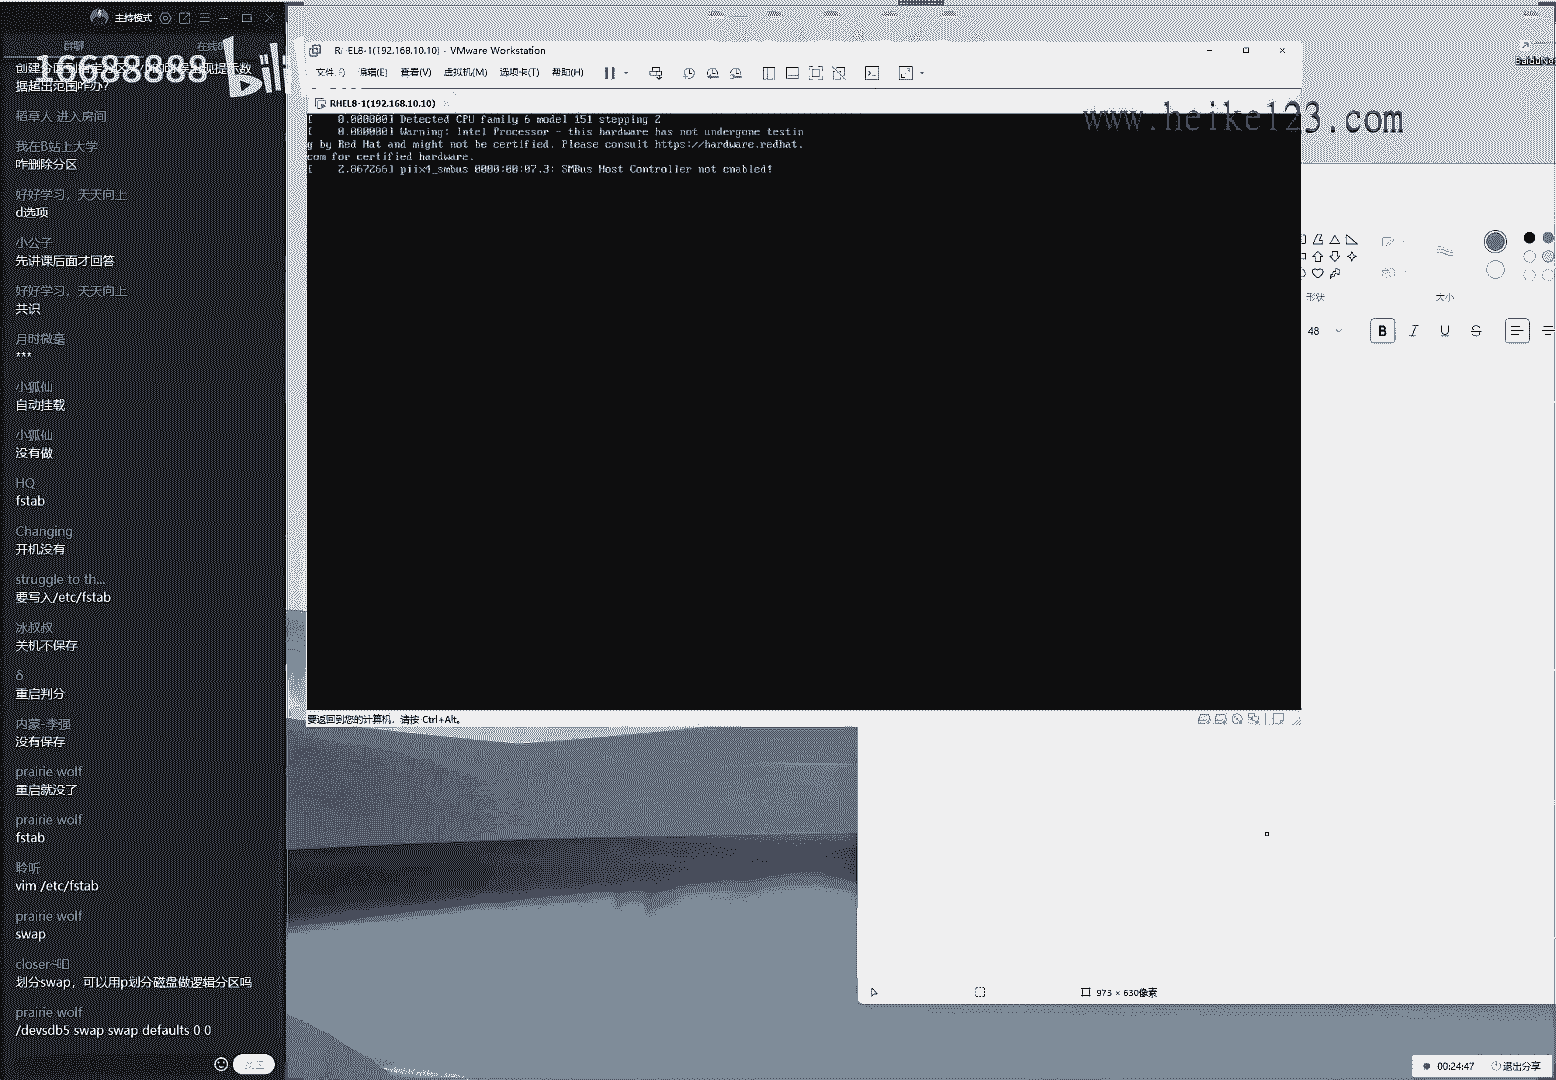 主持模式
群聊
16688888 bili
据超出范围咋办?
稻章人 进入房间
我在B站上大学
咋删除分区
好好学习，天天向上
d选项
小公子
先讲课后面才回答
好好学习，天天向上
共识
月时微毫
***
小狐仙
自动挂载
小狐仙
没有做
HQ
fstab
Changing
开机没有
struggle to th...
要写入/etc/fstab
冰叔叔
关机不保存
δ
重启判分
内蒙-李强
没有保存
prairie wolf
重启就没了
prairie wolf
fstab
聆听
vim /etc/fstab
prairie wolf
swap
划分swap，可以用p划分磁盘做逻辑分区吗
prairie wolf
/devsdb5 swap swap defaults 0 0
RHEL8-1(192.168.10.10) - VMware Workstation
文件(F) 编辑(E) 查看(V) 虚拟机(M) 选项卡(T) 帮助(H)
RHEL8-1(192.168.10.10)
[    0.000000] Detected CPU family 6 model 151 stepping 2
[    0.000000] Warning: Intel Processor - this hardware has not undergone testin
g by Red Hat and might not be certified. Please consult https://hardware.redhat.
com for certified hardware.
[    2.867266] piix4_smbus 0000:00:07.3: SMBus Host Controller not enabled!
要返回到您的计算机，请按 Ctrl+Alt。
www.heike123.com
BaiduNe
形状
大小
48
B I U S
973 × 630像素
00:24:47
退出分享